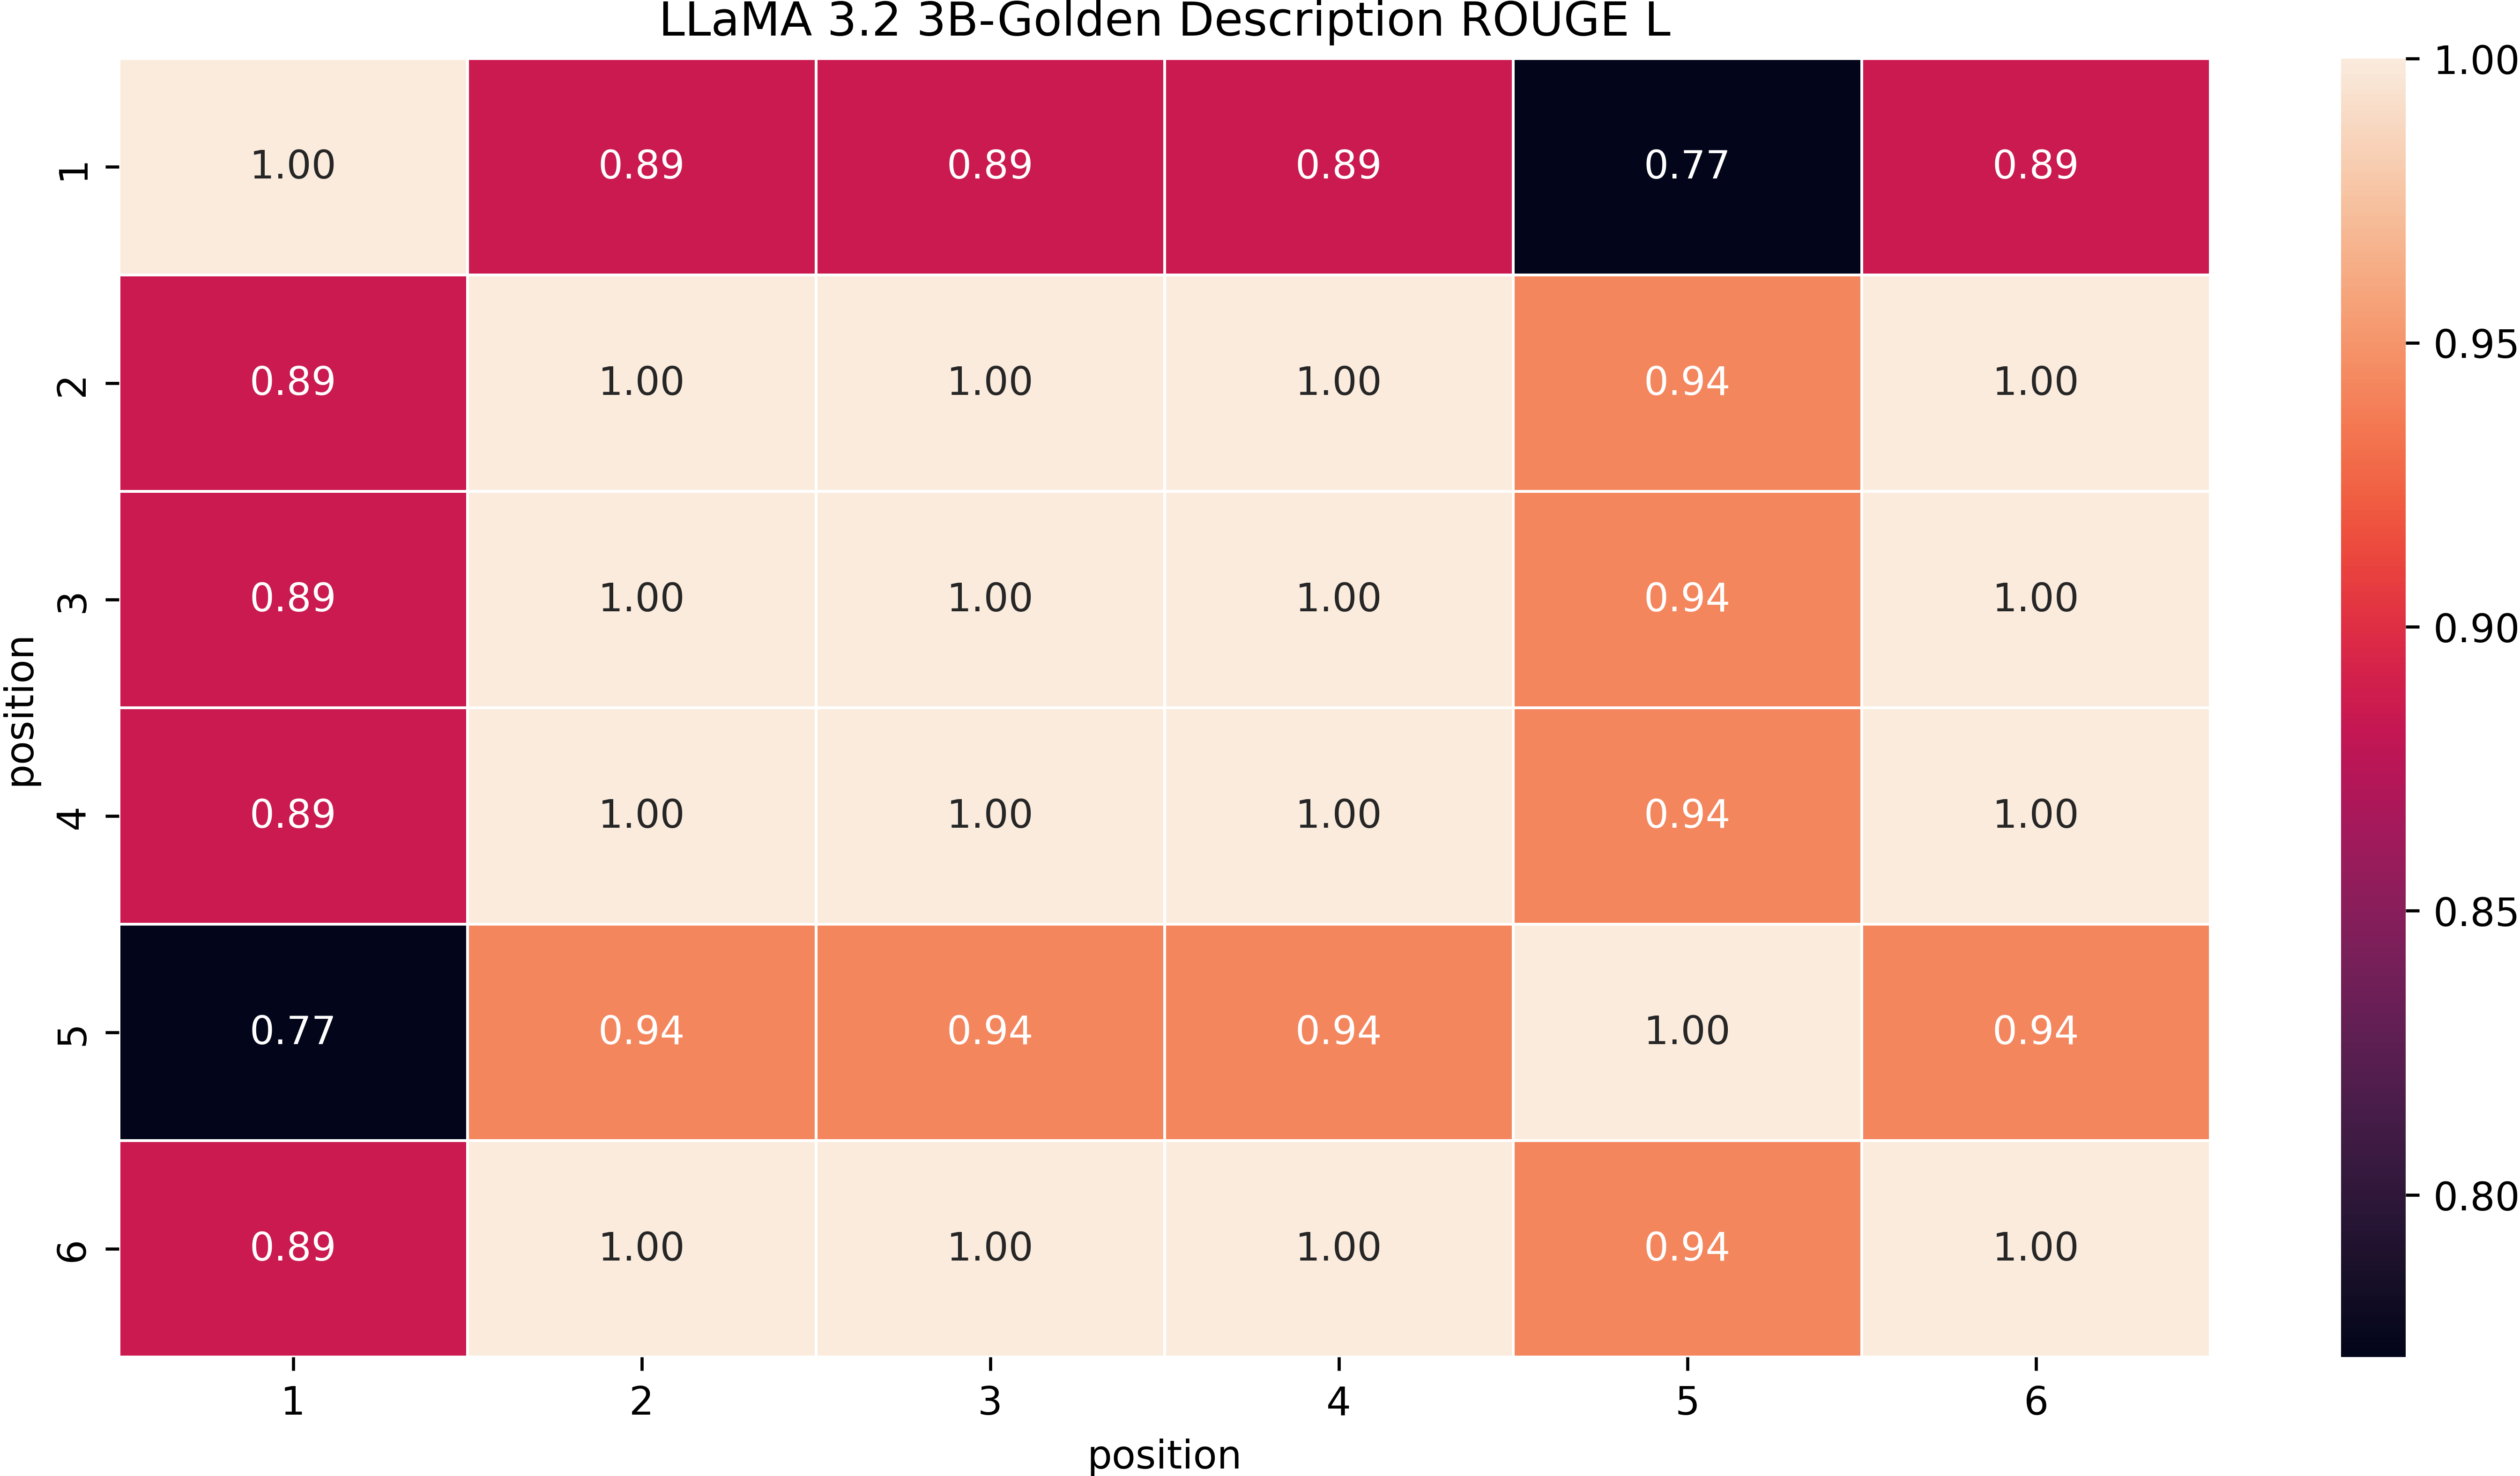 LLaMA 3.2 3B-Golden Description ROUGE L
1.00
1 1.00 0.89 0.89 0.89 0.77 0.89
2 0.89 1.00 1.00 1.00 0.94 1.00
0.95
3 0.89 1.00 1.00 1.00 0.94 1.00
0.90
position
4 0.89 1.00 1.00 1.00 0.94 1.00
0.85
5 0.77 0.94 0.94 0.94 1.00 0.94
0.80
6 0.89 1.00 1.00 1.00 0.94 1.00
1 2 3 4 5 6
position